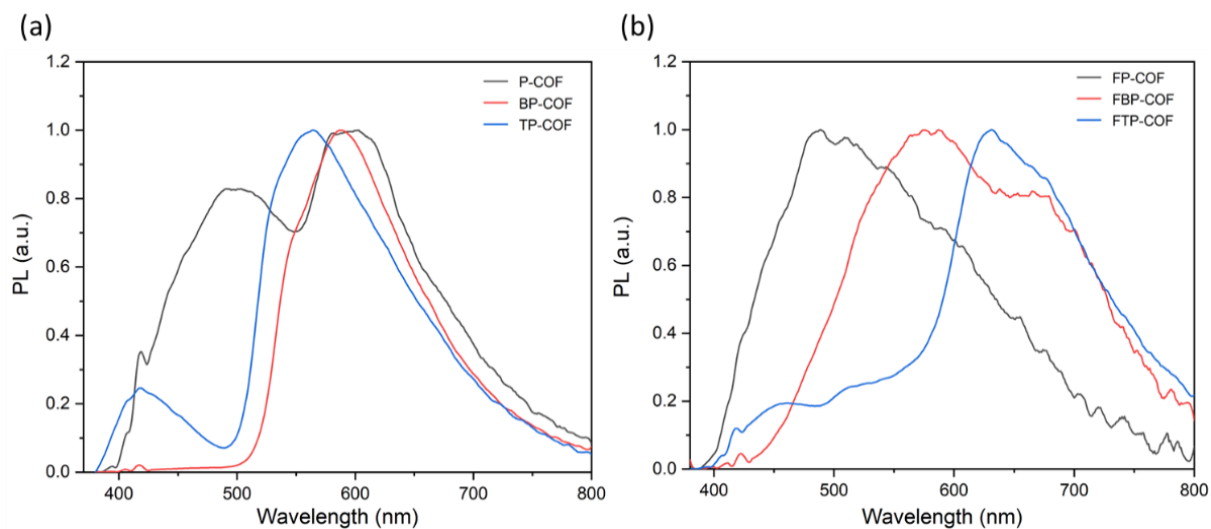 (a)
1.2
1.0
0.8
0.6
0.4
0.2
0.0
PL (a.u.)
P-COF
BP-COF
TP-COF
400 500 600 700 800
Wavelength (nm)
(b)
1.2
1.0
0.8
0.6
0.4
0.2
0.0
PL (a.u.)
FP-COF
FBP-COF
FTP-COF
400 500 600 700 800
Wavelength (nm)